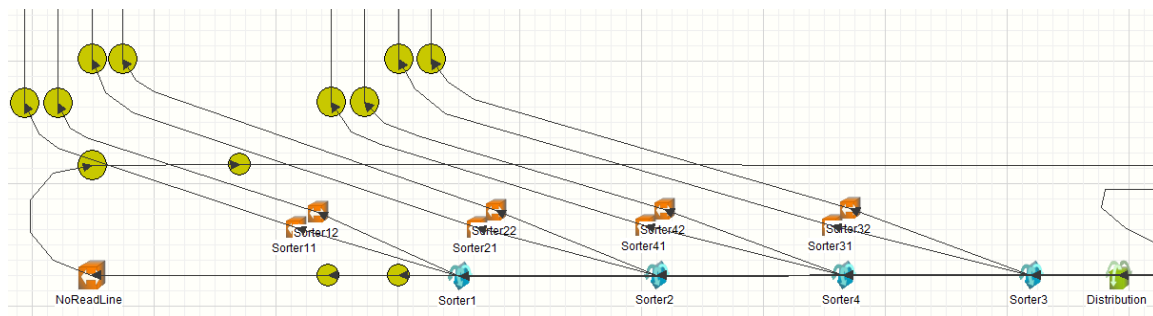 Sorter12
Sorter22
Sorter42
Sorter32
Sorter11
Sorter21
Sorter41
Sorter31
NoReadLine
Sorter1
Sorter2
Sorter4
Sorter3
Distribution